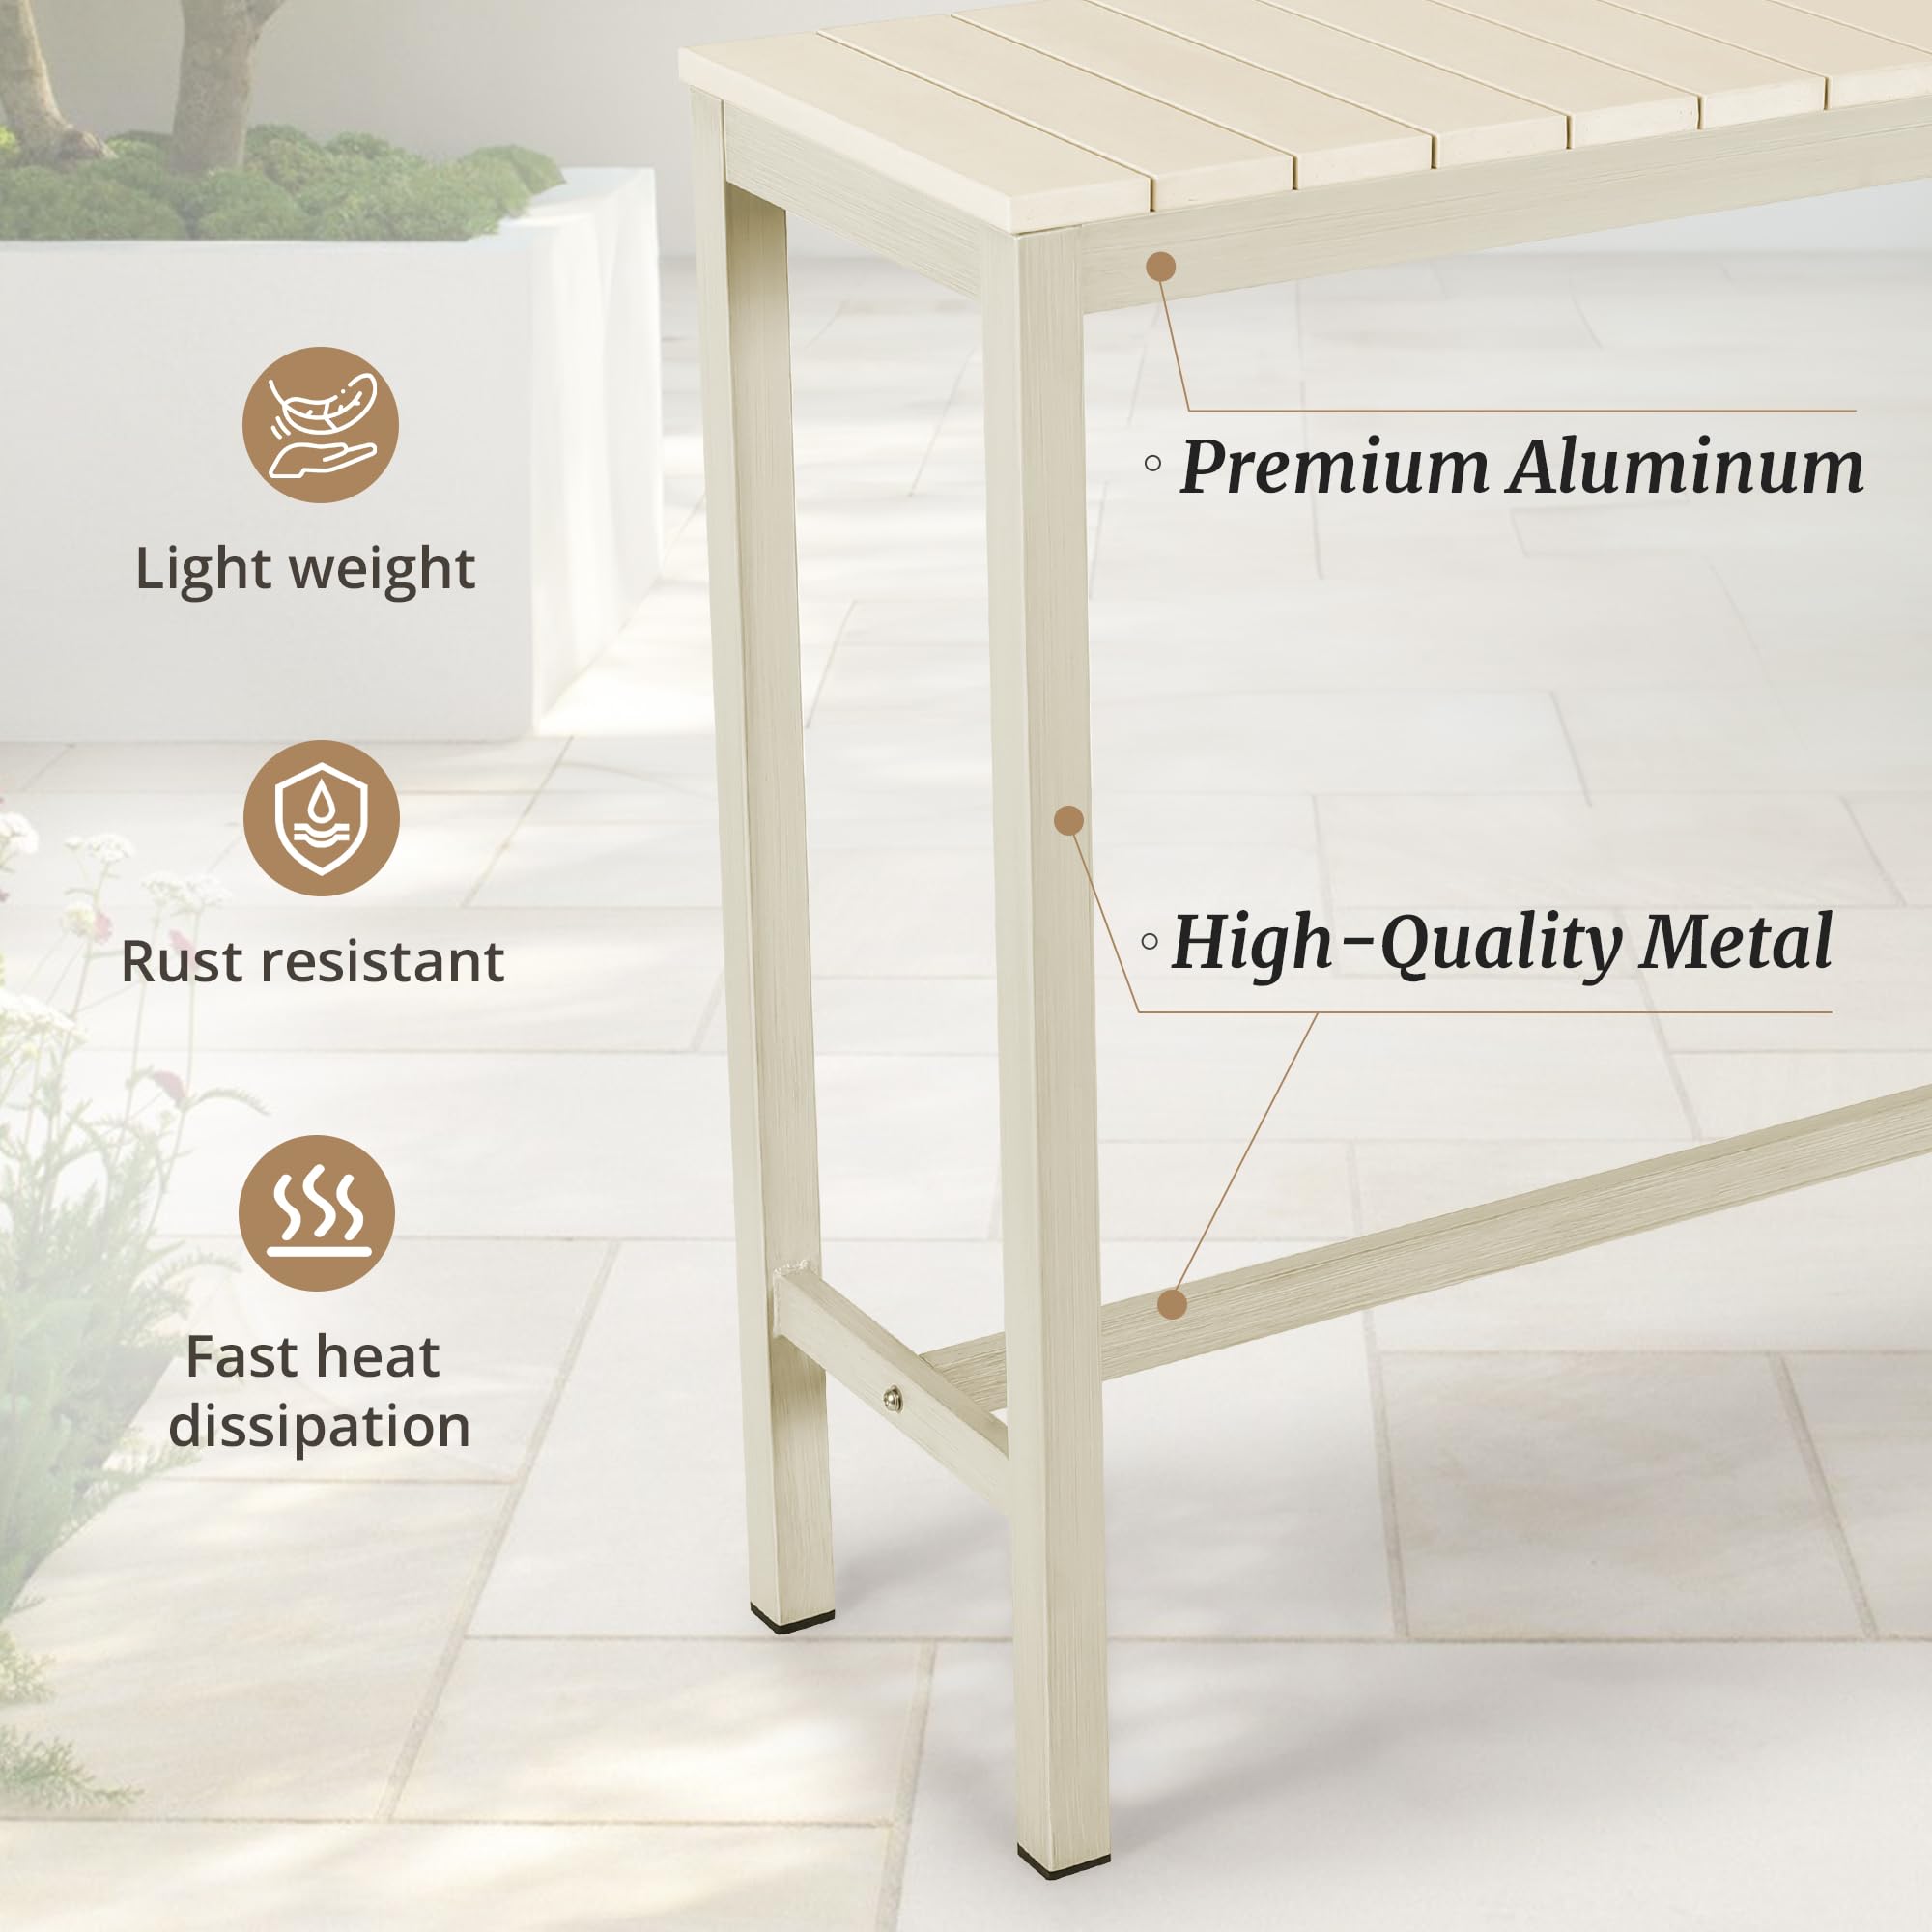 Light weight
Rust resistant
Fast heat
dissipation
Premium Aluminum
High-Quality Metal